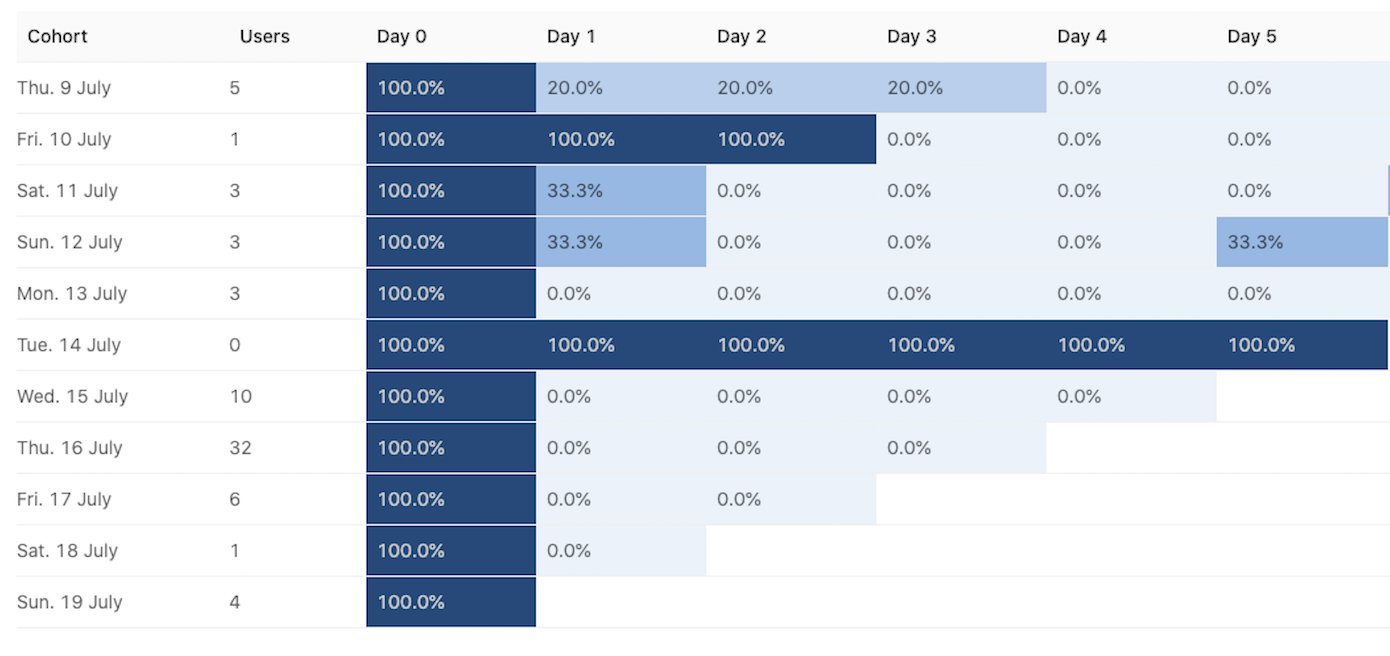 Cohort Users Day 0 Day 1 Day 2 Day 3 Day 4 Day 5
Thu. 9 July 5 100.0% 20.0% 20.0% 20.0% 0.0% 0.0%
Fri. 10 July 1 100.0% 100.0% 100.0% 0.0% 0.0% 0.0%
Sat. 11 July 3 100.0% 33.3% 0.0% 0.0% 0.0% 0.0%
Sun. 12 July 3 100.0% 33.3% 0.0% 0.0% 0.0% 33.3%
Mon. 13 July 3 100.0% 0.0% 0.0% 0.0% 0.0% 0.0%
Tue. 14 July 0 100.0% 100.0% 100.0% 100.0% 100.0% 100.0%
Wed. 15 July 10 100.0% 0.0% 0.0% 0.0% 0.0%
Thu. 16 July 32 100.0% 0.0% 0.0% 0.0%
Fri. 17 July 6 100.0% 0.0% 0.0%
Sat. 18 July 1 100.0% 0.0%
Sun. 19 July 4 100.0%